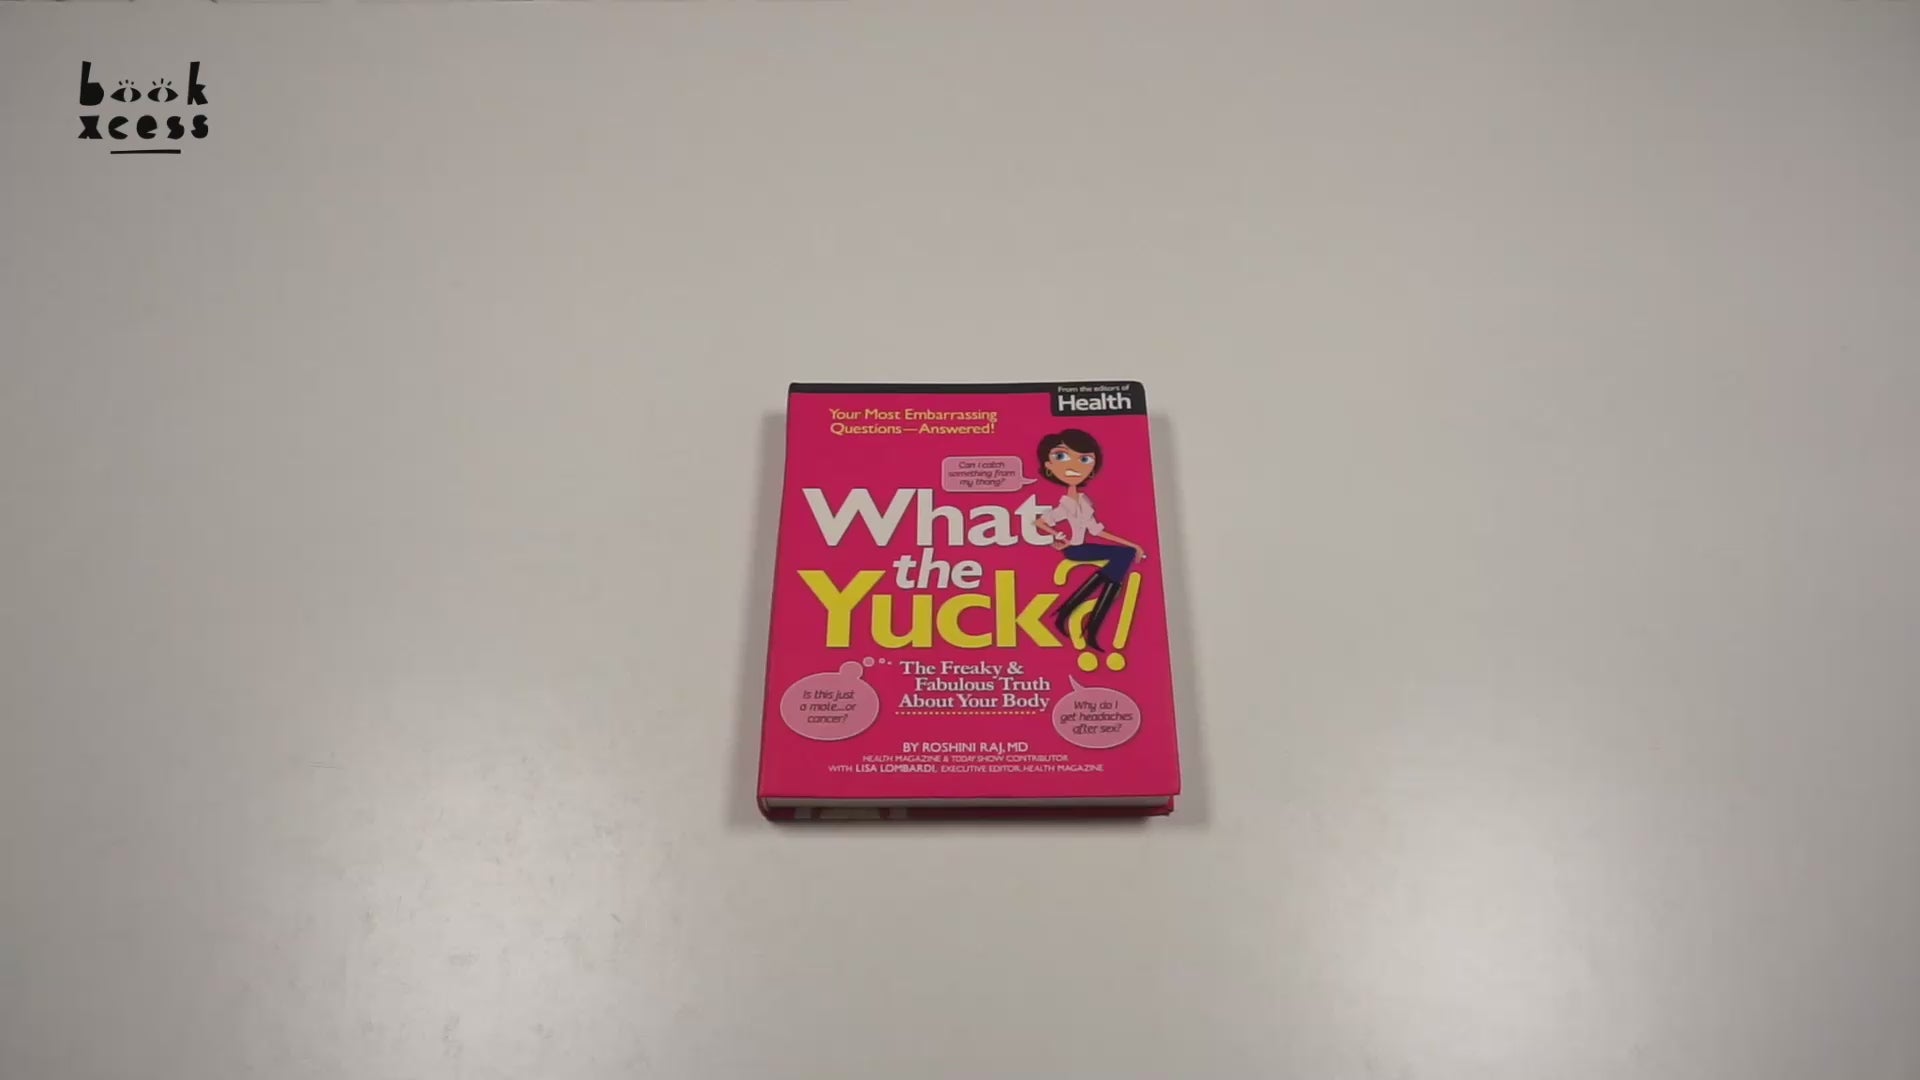 book
xcess
From the editors of
Health
Your Most Embarrassing
Questions—Answered!
Can I catch
something from
my thong?
What
the
Yuck?!
The Freaky &
Fabulous Truth
About Your Body
Is this just
a mole...or
cancer?
Why do I
get headaches
after sex?
BY ROSHINI RAJ, MD
HEALTH MAGAZINE & TODAY SHOW CONTRIBUTOR
WITH LISA LOMBARDI, EXECUTIVE EDITOR, HEALTH MAGAZINE